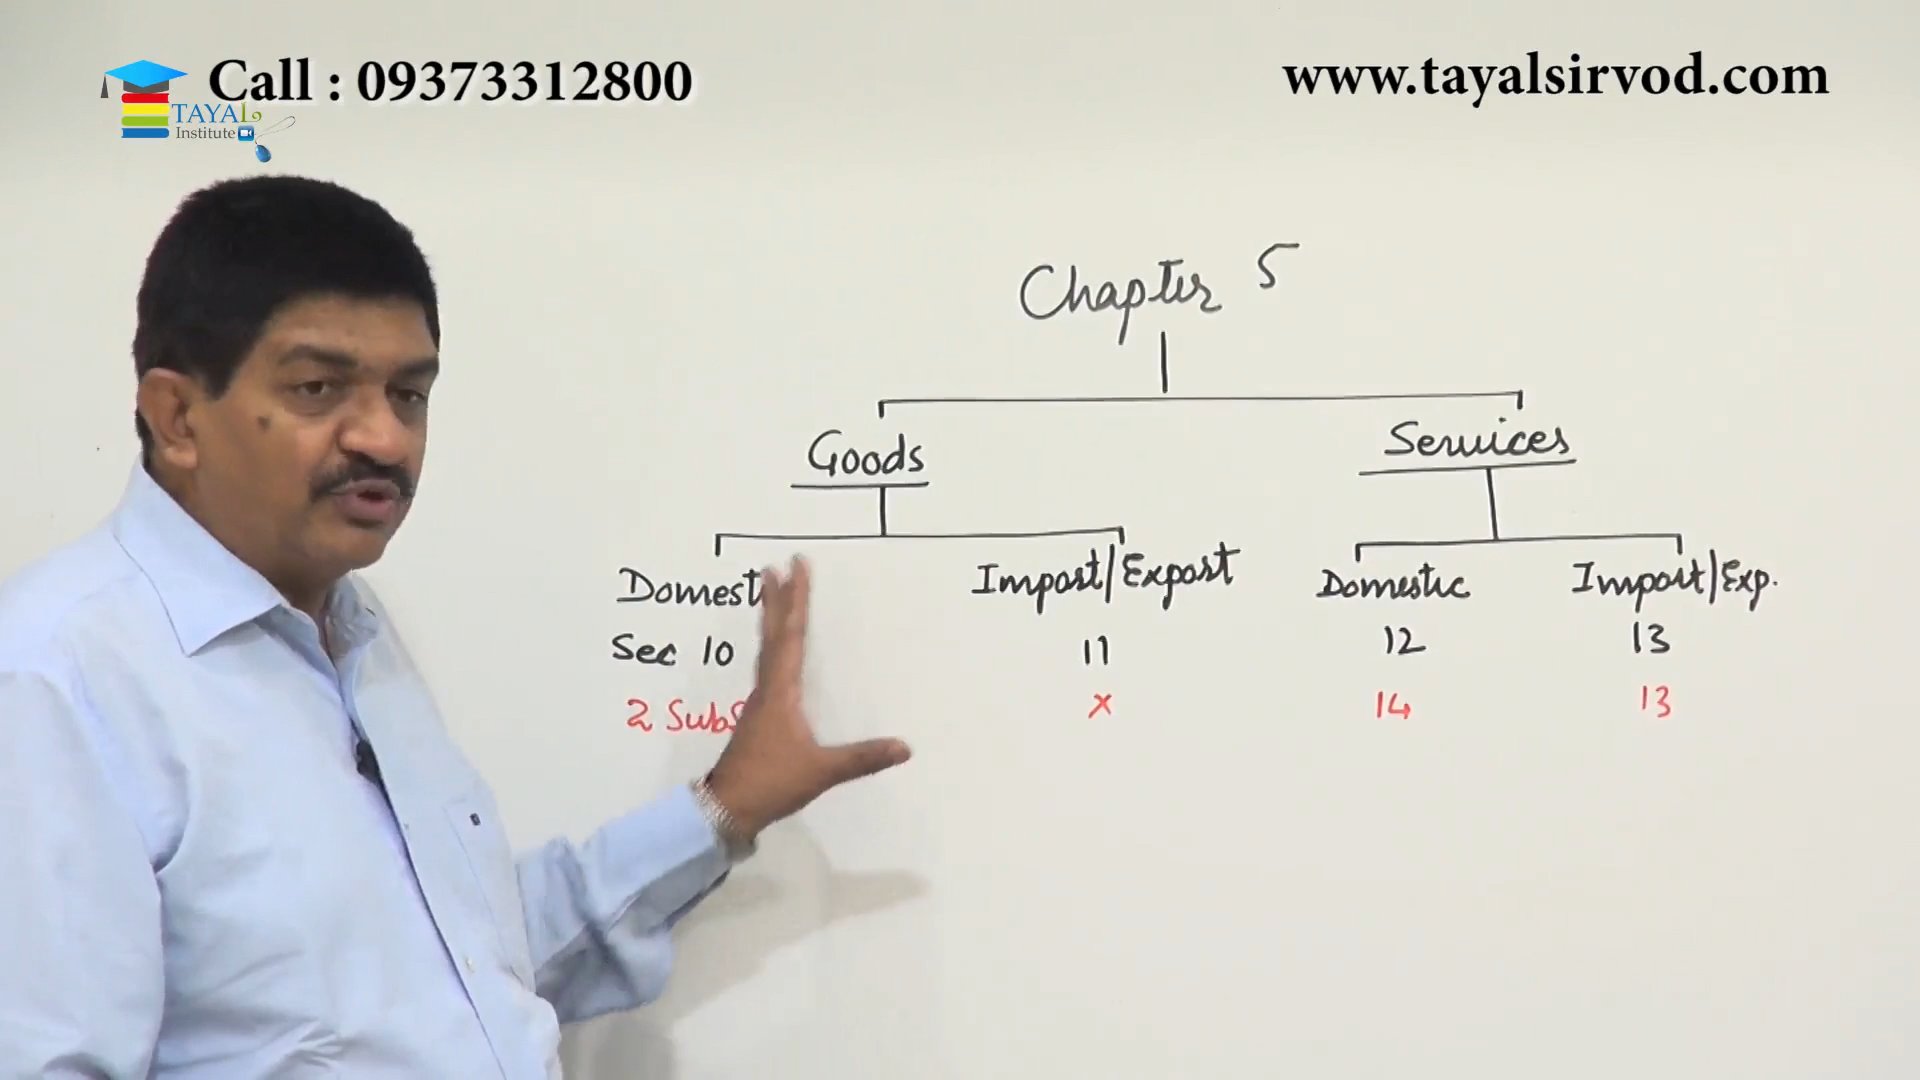 Call : 09373312800
www.tayalsirvod.com
TAYAL
Institute
Chapter 5
Goods
Services
Import/Export
Domestic
Import/Exp.
Sec 10
11
12
13
2
x
14
13